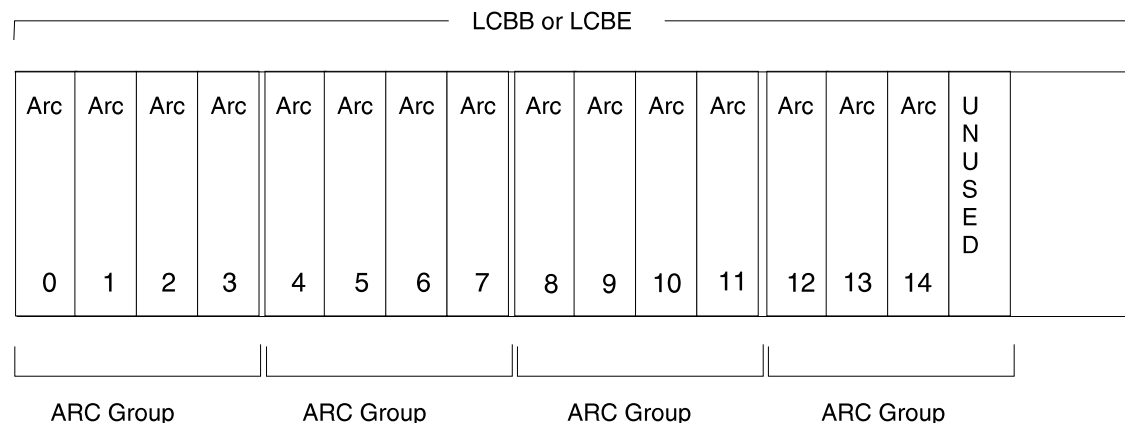 LCBB or LCBE
Arc Arc Arc Arc Arc Arc Arc Arc Arc Arc Arc Arc Arc Arc Arc UNUSED
0 1 2 3 4 5 6 7 8 9 10 11 12 13 14
ARC Group ARC Group ARC Group ARC Group